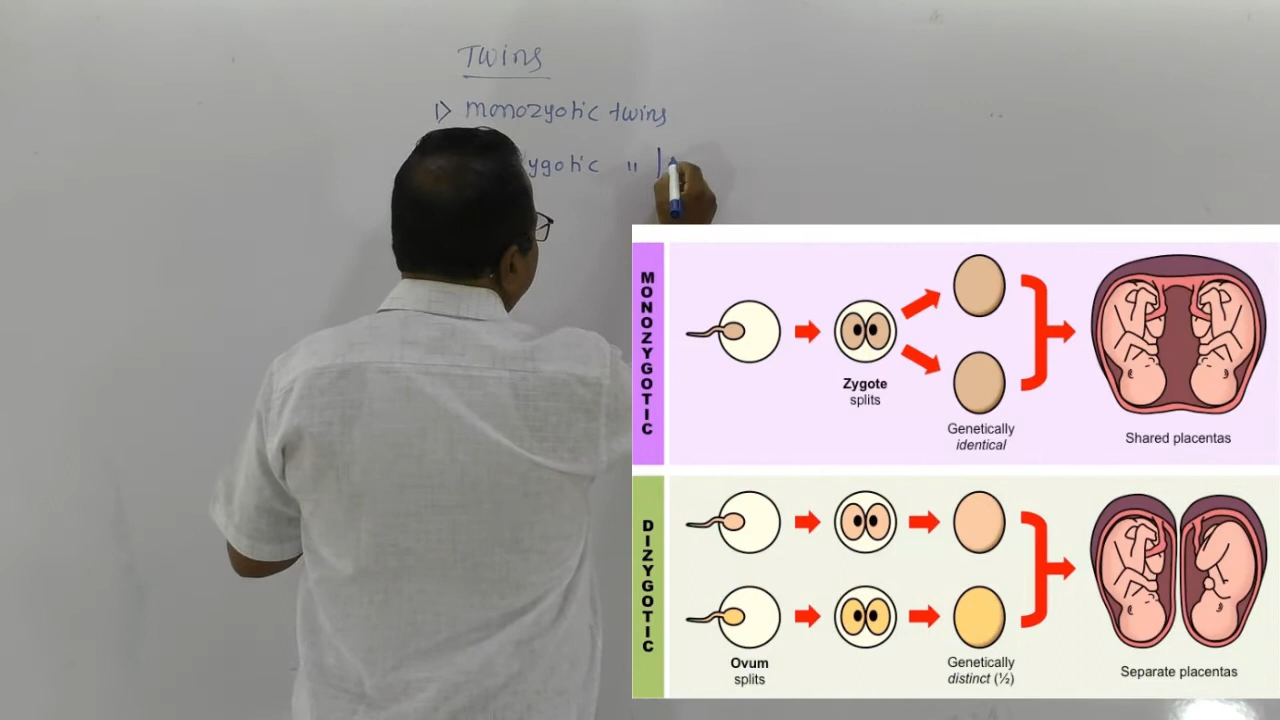 Twins
1) monozyotic twins
ygotic "
MONOZYGOTIC
Zygote
splits
Genetically
identical
Shared placentas
DIZYGOTIC
Ovum
splits
Genetically
distinct (½)
Separate placentas